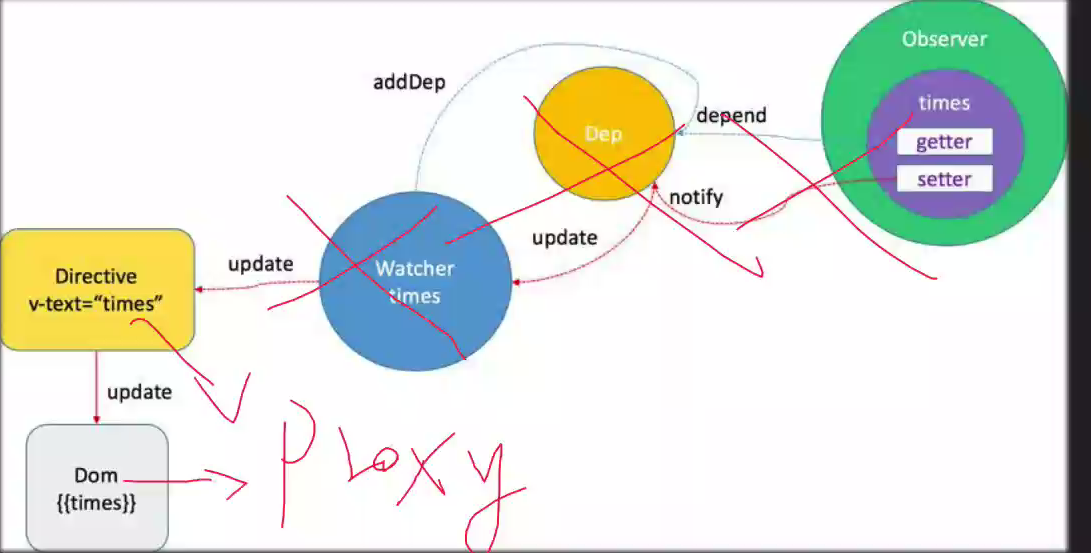 Observer
addDep
times
depend
Dep
getter
setter
notify
update
update
Watcher
times
Directive
v-text=“times”
update
Proxy
Dom
{{times}}